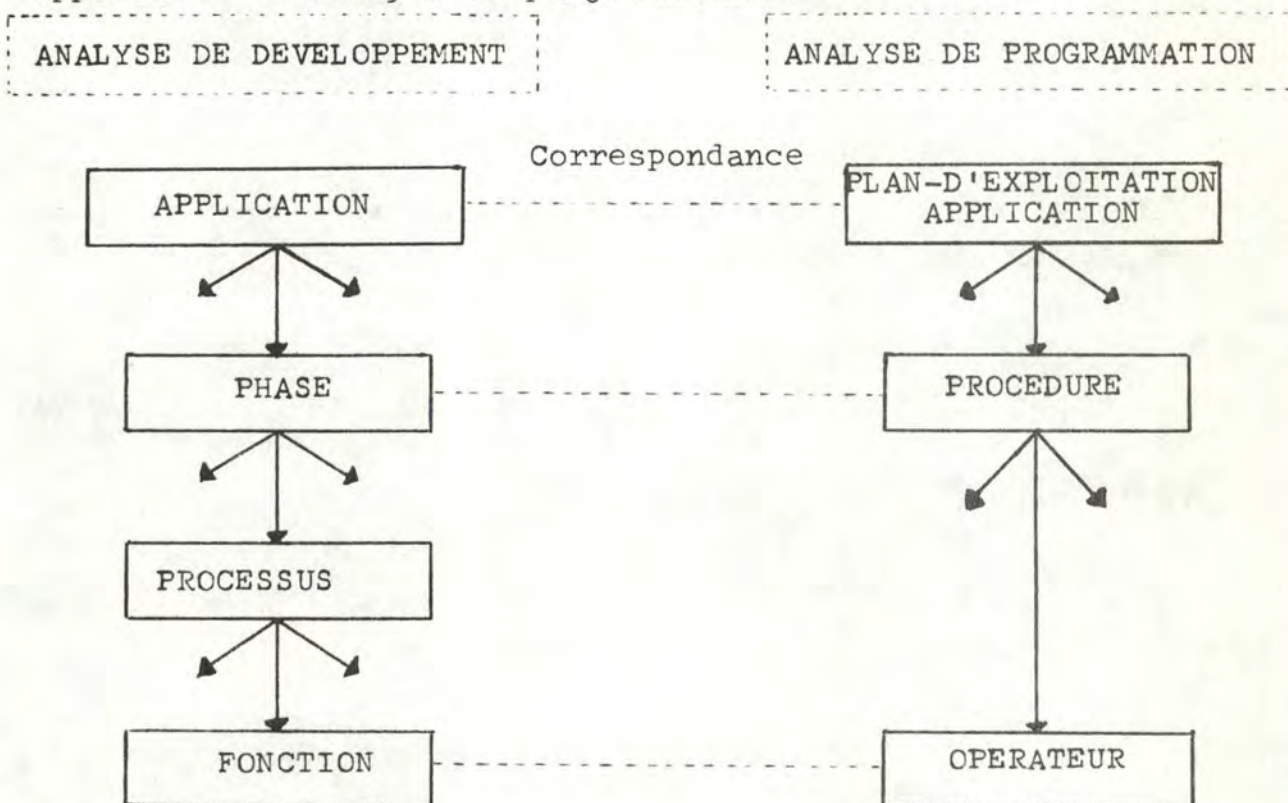 ANALYSE DE DEVELOPPEMENT
ANALYSE DE PROGRAMMATION
Correspondance
APPLICATION
PLAN-D'EXPLOITATION
APPLICATION
PHASE
PROCEDURE
PROCESSUS
FONCTION
OPERATEUR